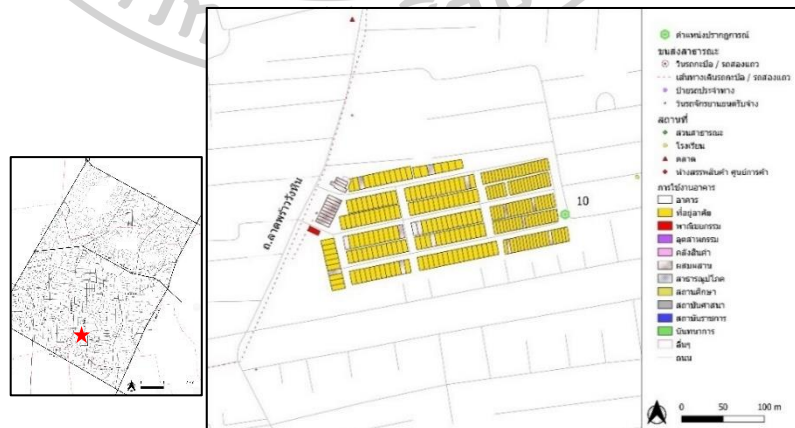 ถ.ลาดพร้าววังหิน
10
ตำแหน่งปรากฏการณ์
ขนส่งสาธารณะ
วินรถกะป๊อ / รถสองแถว
เส้นทางเดินรถกะป๊อ / รถสองแถว
ป้ายรถประจำทาง
วินรถจักรยานยนต์รับจ้าง
สถานที่
สวนสาธารณะ
โรงเรียน
ตลาด
ห้างสรรพสินค้า ศูนย์การค้า
การใช้งานอาคาร
อาคาร
ที่อยู่อาศัย
พาณิชยกรรม
อุตสาหกรรม
คลังสินค้า
ผสมผสาน
สาธารณูปโภค
สถานศึกษา
สถาบันศาสนา
สถาบันราชการ
นันทนาการ
อื่นๆ
ถนน
0 50 100 m